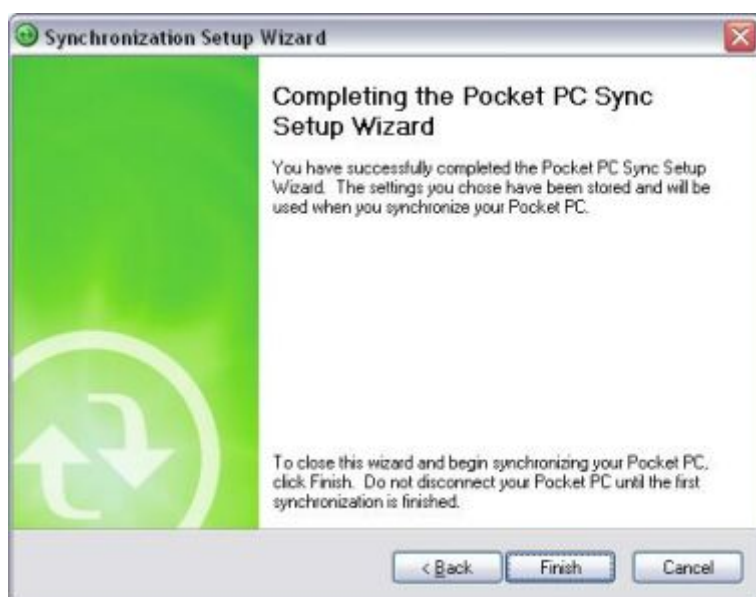 Synchronization Setup Wizard
Completing the Pocket PC Sync
Setup Wizard
You have successfully completed the Pocket PC Sync Setup
Wizard. The settings you chose have been stored and will be
used when you synchronize your Pocket PC.
To close this wizard and begin synchronizing your Pocket PC,
click Finish. Do not disconnect your Pocket PC until the first
synchronization is finished.
< Back Finish Cancel